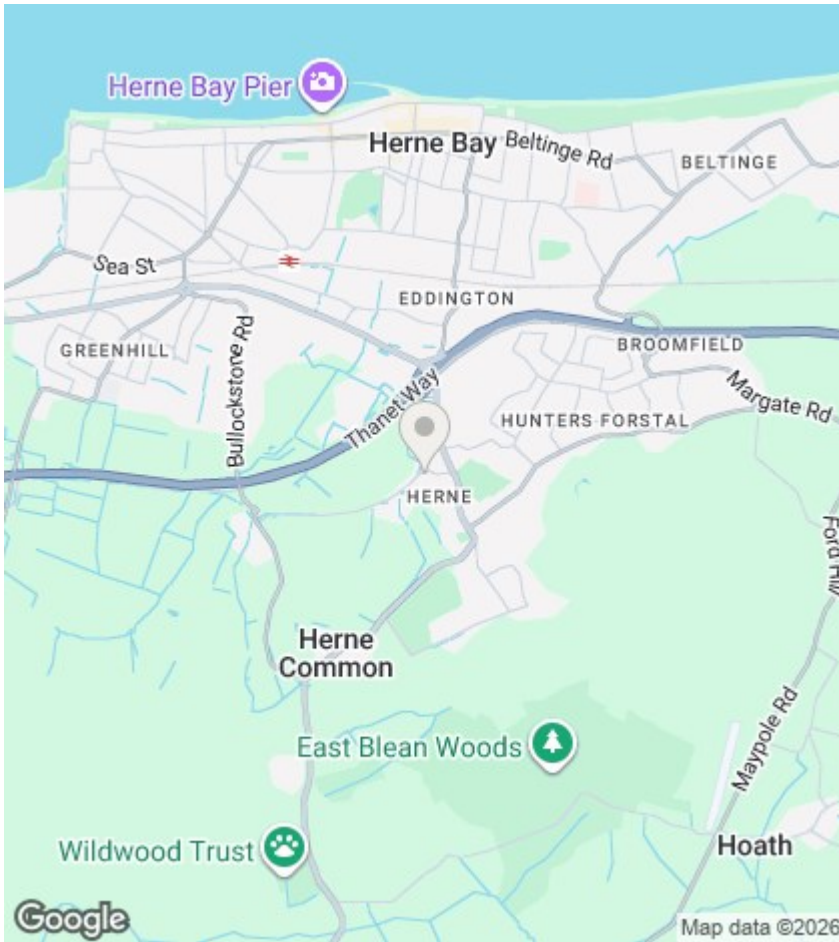 Herne Bay Pier
Herne Bay
Beltinge Rd
BELTINGE
Sea St
EDDINGTON
GREENHILL
Bullockstone Rd
Thanet Way
BROOMFIELD
Margate Rd
HUNTERS FORSTAL
HERNE
Ford Hill
Herne
Common
East Blean Woods
Maypole Rd
Wildwood Trust
Hoath
Google
Map data ©2026